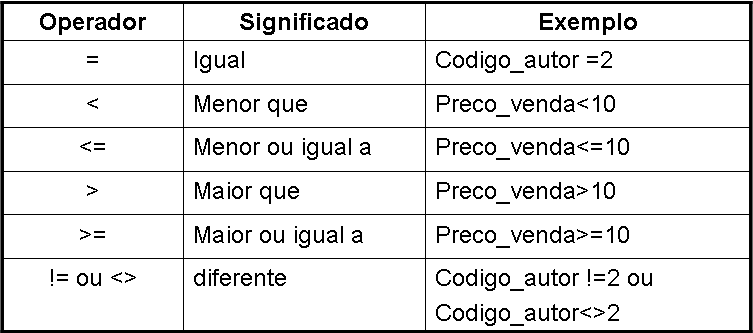 Operador Significado Exemplo
= Igual Codigo_autor =2
< Menor que Preco_venda<10
<= Menor ou igual a Preco_venda<=10
> Maior que Preco_venda>10
>= Maior ou igual a Preco_venda>=10
!= ou <> diferente Codigo_autor !=2 ou
Codigo_autor<>2